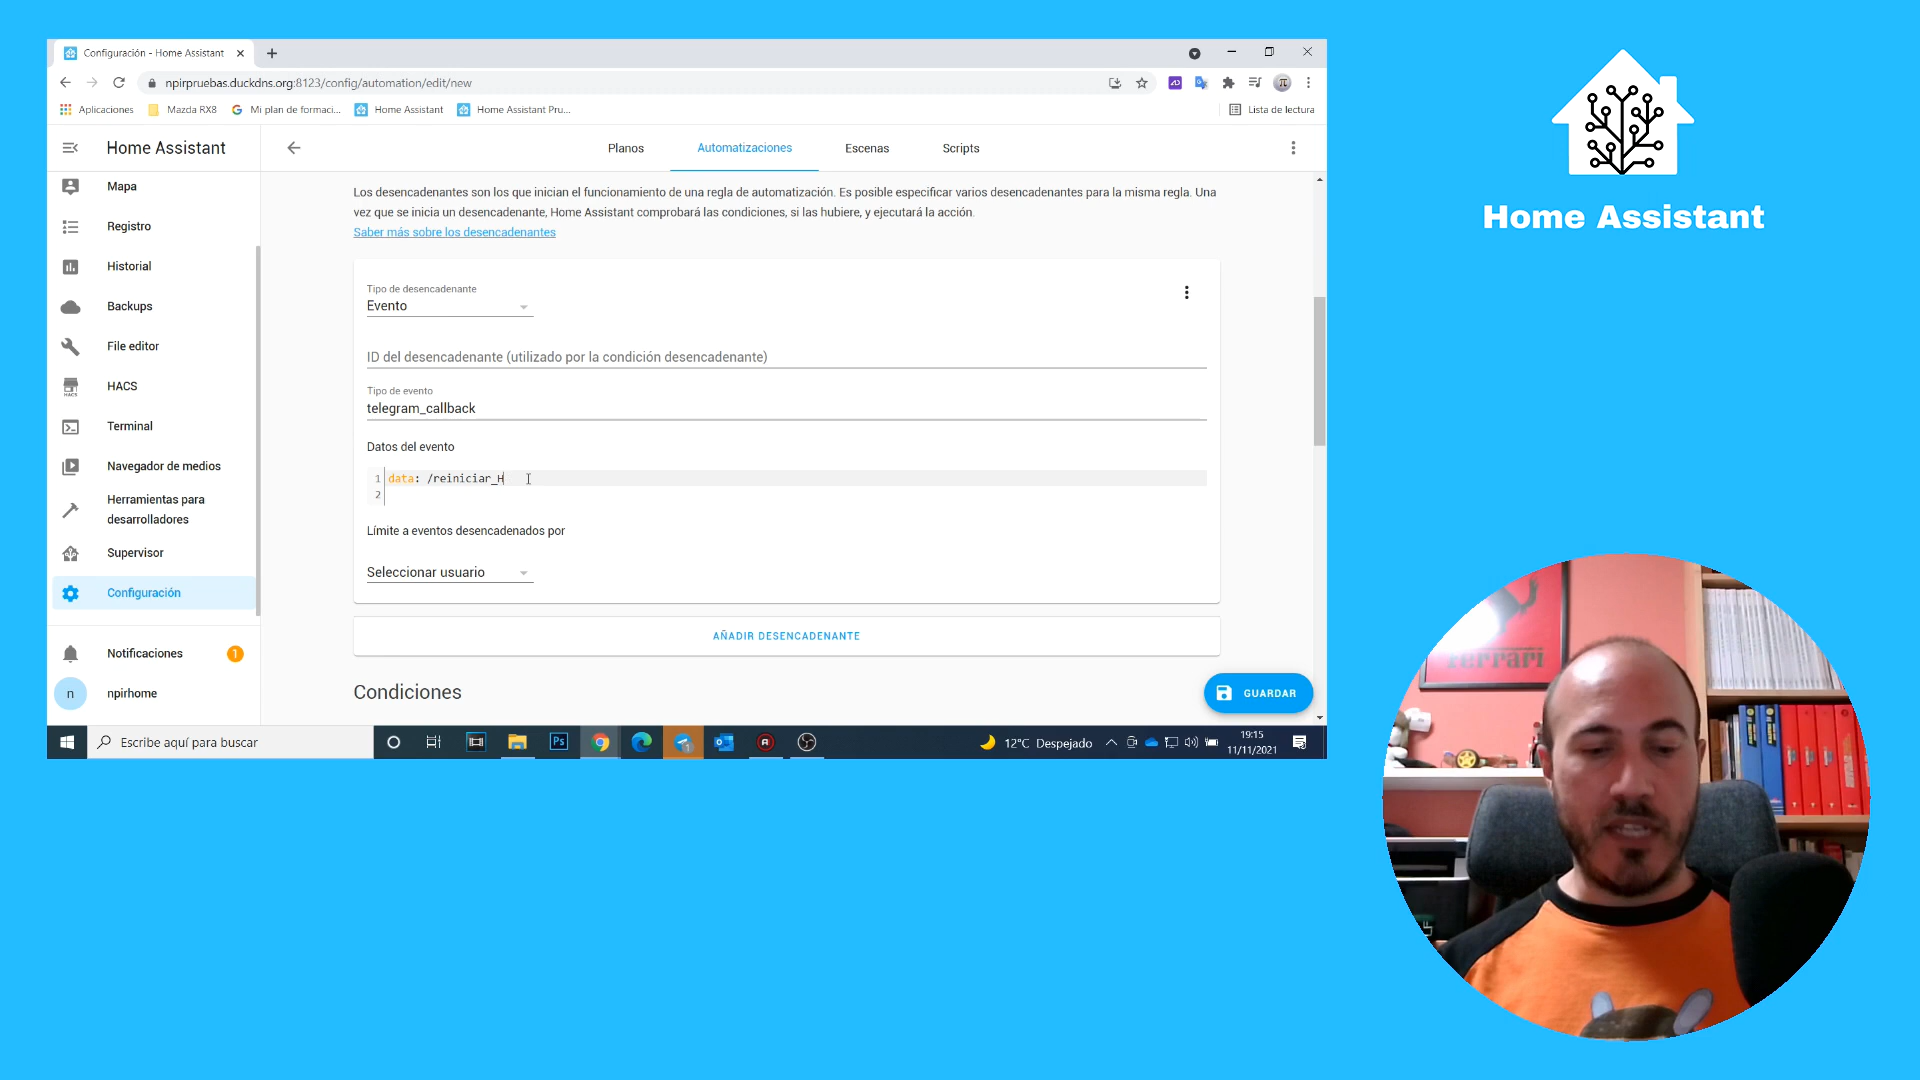 Configuración - Home Assistant
npirpruebas.duckdns.org:8123/config/automation/edit/new
Aplicaciones
Mazda RX8
Mi plan de formaci...
Home Assistant
Home Assistant Pru...
Lista de lectura
Home Assistant
Planos
Automatizaciones
Escenas
Scripts
Mapa
Registro
Historial
Backups
File editor
HACS
HACS
Terminal
Navegador de medios
Herramientas para
desarrolladores
Supervisor
Configuración
Notificaciones
1
n
npirhome
Los desencadenantes son los que inician el funcionamiento de una regla de automatización. Es posible especificar varios desencadenantes para la misma regla. Una
vez que se inicia un desencadenante, Home Assistant comprobará las condiciones, si las hubiere, y ejecutará la acción.
Saber más sobre los desencadenantes
Tipo de desencadenante
Evento
ID del desencadenante (utilizado por la condición desencadenante)
Tipo de evento
telegram_callback
Datos del evento
1 data: /reiniciar_H
2
Límite a eventos desencadenados por
Seleccionar usuario
AÑADIR DESENCADENANTE
Condiciones
GUARDAR
Escribe aquí para buscar
Ps
12°C Despejado
19:15
11/11/2021
Home Assistant
ferrari